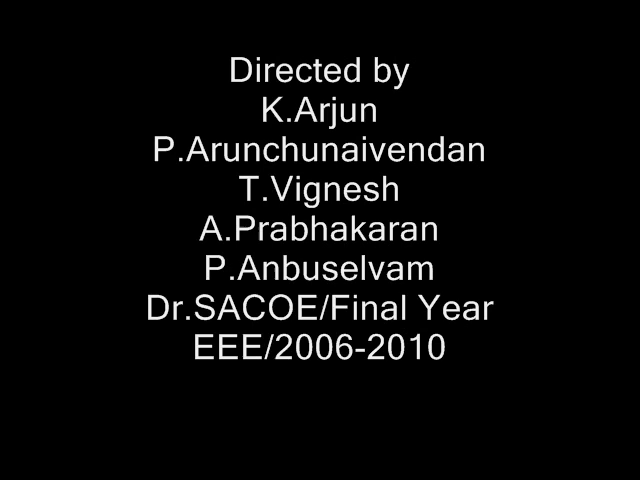 Directed by
K.Arjun
P.Arunchunaivendan
T.Vignesh
A.Prabhakaran
P.Anbuselvam
Dr.SACOE/Final Year
EEE/2006-2010